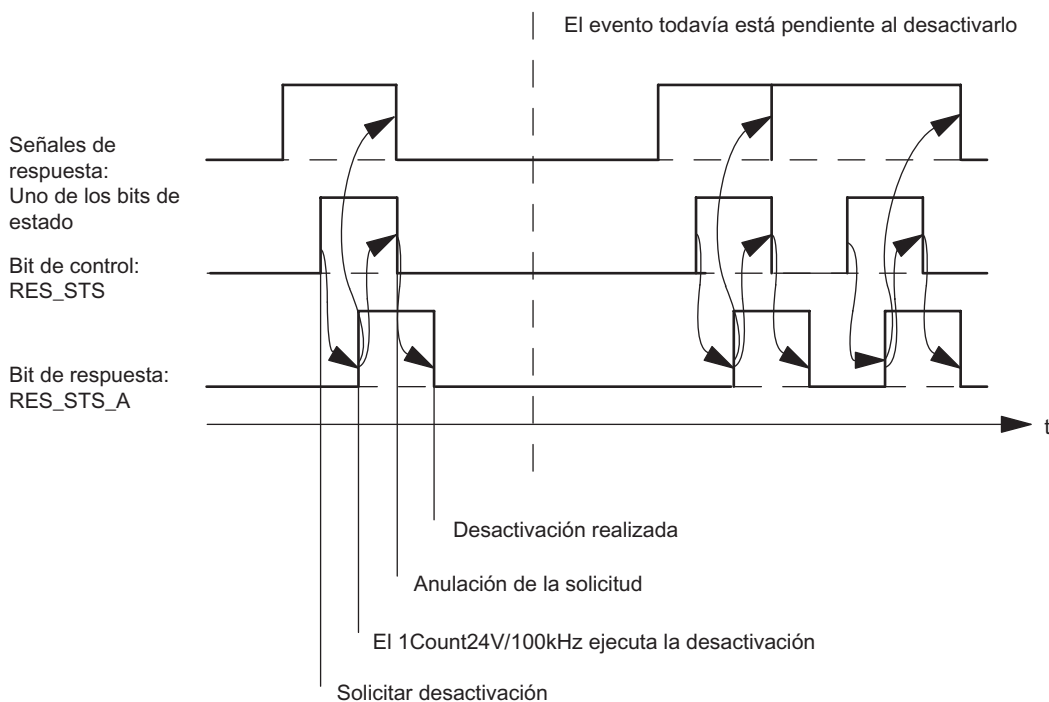 El evento todavía está pendiente al desactivarlo
Señales de
respuesta:
Uno de los bits de
estado
Bit de control:
RES_STS
Bit de respuesta:
RES_STS_A
t
Desactivación realizada
Anulación de la solicitud
El 1Count24V/100kHz ejecuta la desactivación
Solicitar desactivación